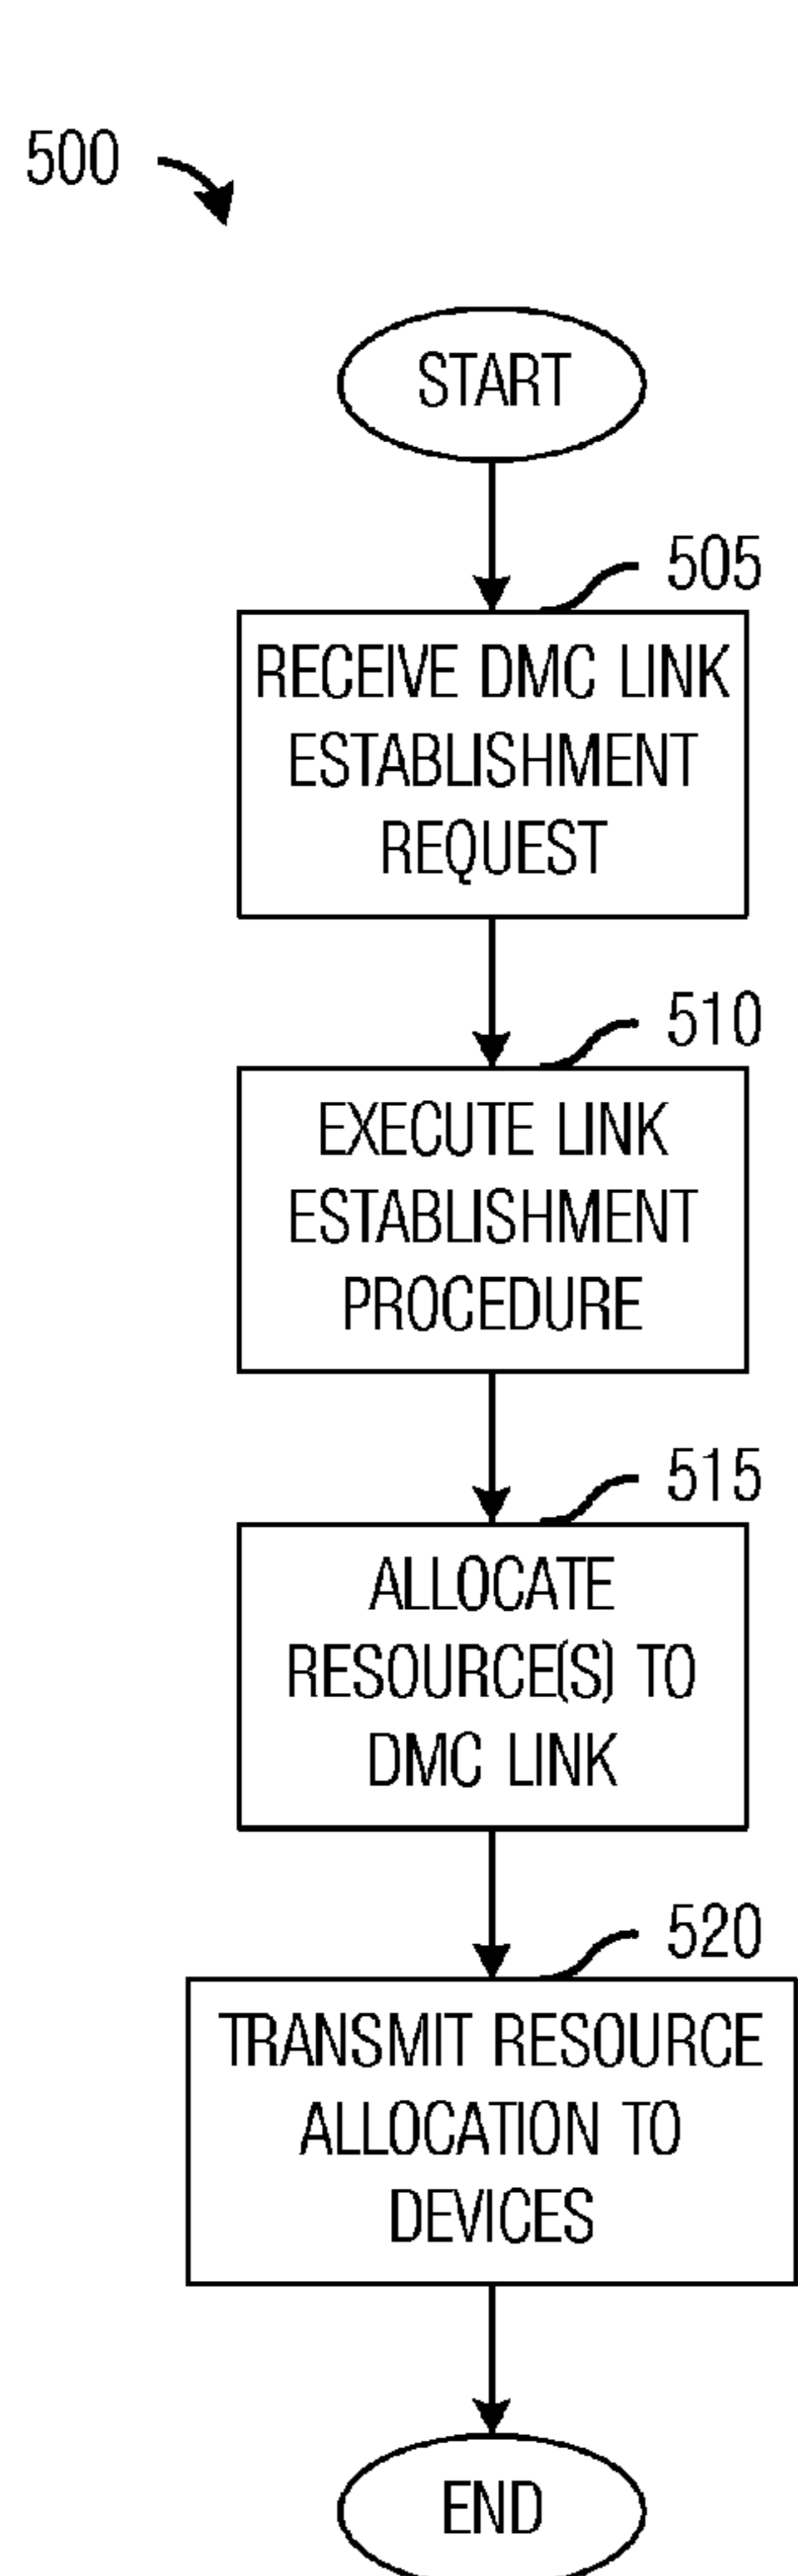 500
START
505
RECEIVE DMC LINK
ESTABLISHMENT
REQUEST
510
EXECUTE LINK
ESTABLISHMENT
PROCEDURE
515
ALLOCATE
RESOURCE(S) TO
DMC LINK
520
TRANSMIT RESOURCE
ALLOCATION TO
DEVICES
END